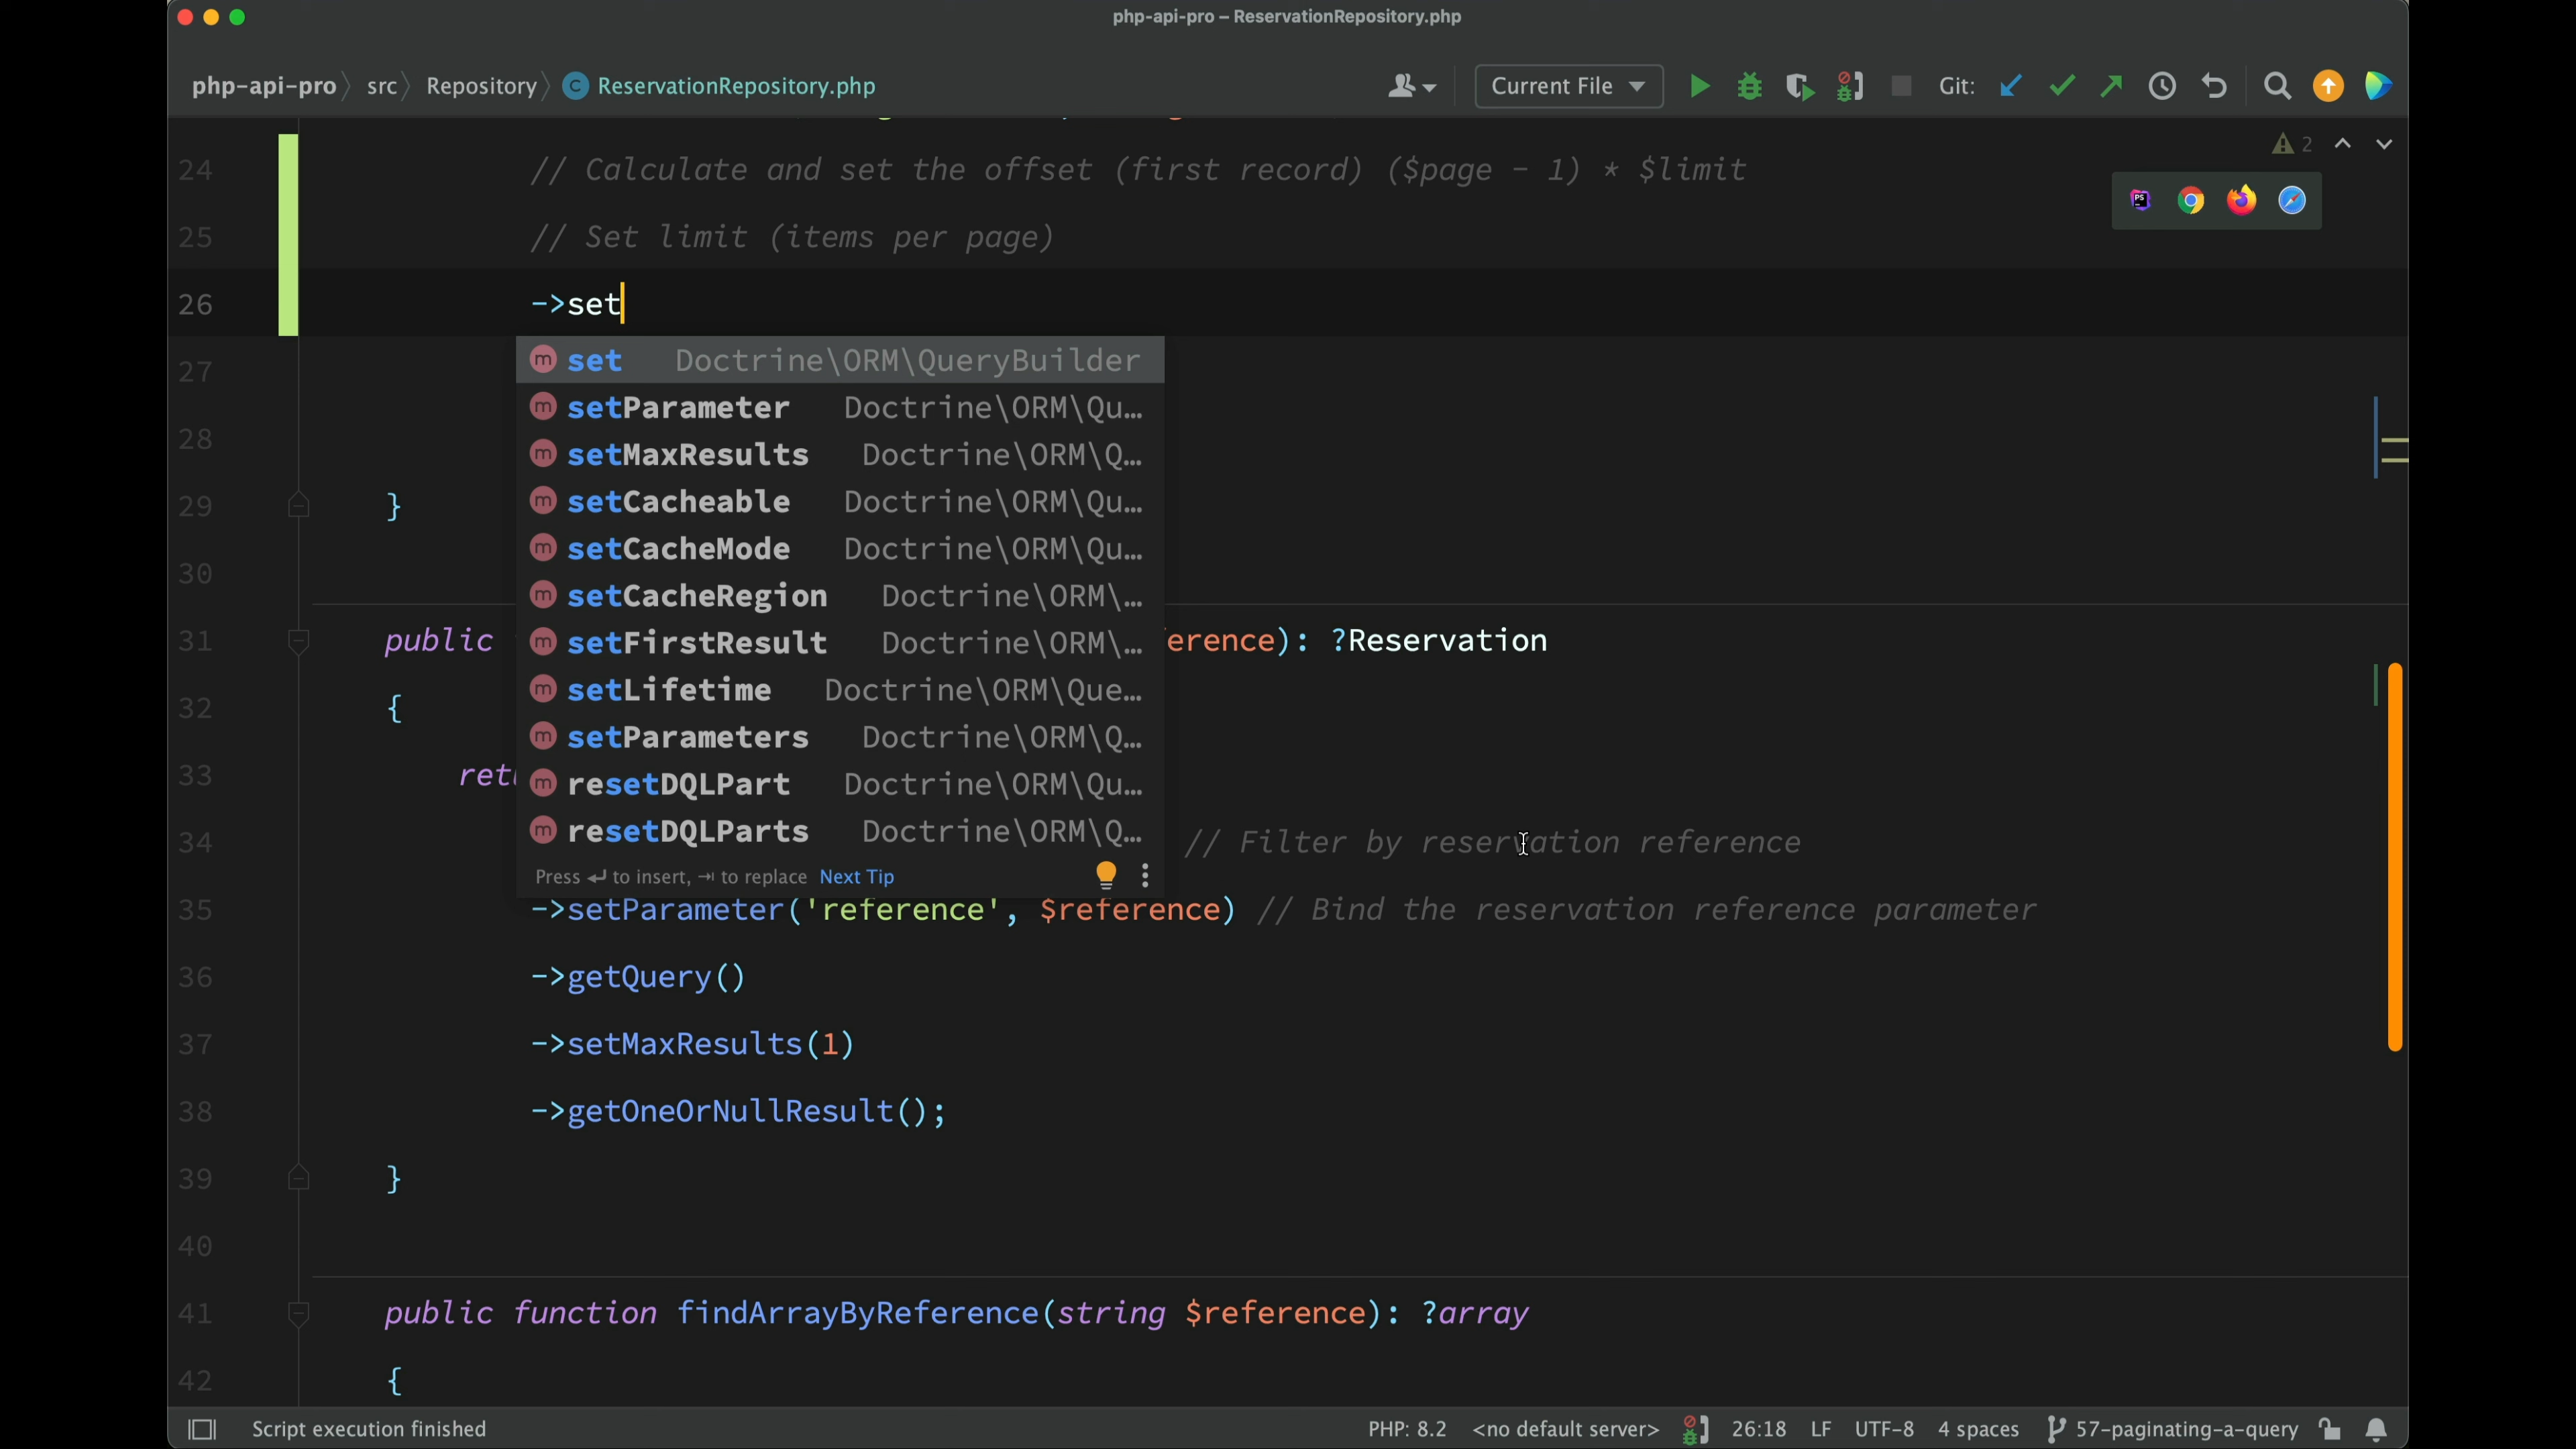 php-api-pro – ReservationRepository.php
php-api-pro src Repository C ReservationRepository.php Current File Git:
24 // Calculate and set the offset (first record) ($page - 1) * $limit
2
25 // Set limit (items per page)
26 ->set
27
28
29 }
30
set Doctrine\ORM\QueryBuilder
setParameter Doctrine\ORM\Qu…
setMaxResults Doctrine\ORM\Q…
setCacheable Doctrine\ORM\Qu…
setCacheMode Doctrine\ORM\Qu…
setCacheRegion Doctrine\ORM\…
setFirstResult Doctrine\ORM\…
setLifetime Doctrine\ORM\Que…
setParameters Doctrine\ORM\Q…
resetDQLPart Doctrine\ORM\Qu…
resetDQLParts Doctrine\ORM\Q…
Press ↵ to insert, ⇥ to replace Next Tip
31 public erence): ?Reservation
32 {
33 retu
34 // Filter by reservation reference
35 ->setParameter('reference', $reference) // Bind the reservation reference parameter
36 ->getQuery()
37 ->setMaxResults(1)
38 ->getOneOrNullResult();
39 }
40
41 public function findArrayByReference(string $reference): ?array
42 {
Script execution finished PHP: 8.2 <no default server> 26:18 LF UTF-8 4 spaces 57-paginating-a-query